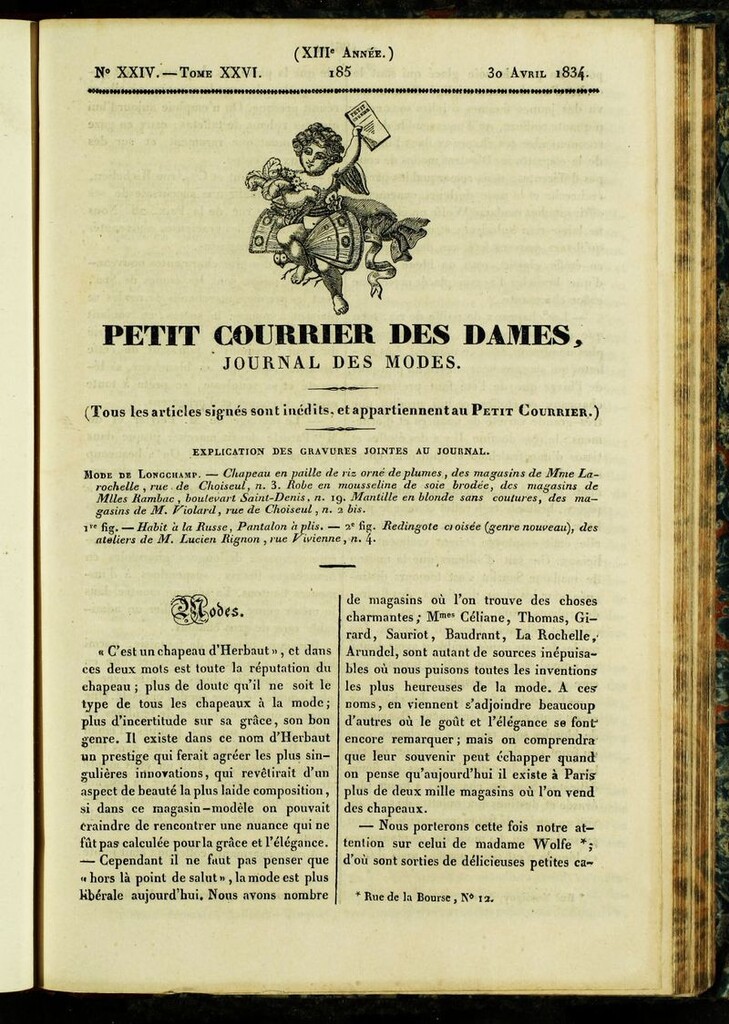 (XIIIe ANNÉE.)
No XXIV. — TOME XXVI. 185 30 AVRIL 1834.
PETIT COURRIER DES DAMES,
JOURNAL DES MODES.
(Tous les articles signés sont inédits, et appartiennent au PETIT COURRIER.)
EXPLICATION DES GRAVURES JOINTES AU JOURNAL.
MODE DE LONGCHAMP. — Chapeau en paille de riz orné de plumes, des magasins de Mme La-
rochelle, rue de Choiseul, n. 3. Robe en mousseline de soie brodée, des magasins de
Mlles Rambac, boulevart Saint-Denis, n. 19. Mantille en blonde sans coutures, des ma-
gasins de M. Violard, rue de Choiseul, n. 2 bis.
1re fig. — Habit à la Russe, Pantalon à plis. — 2e fig. Redingote croisée (genre nouveau), des
ateliers de M. Lucien Rignon, rue Vivienne, n. 4.
Modes.
« C'est un chapeau d'Herbaut », et dans
ces deux mots est toute la réputation du
chapeau ; plus de doute qu'il ne soit le
type de tous les chapeaux à la mode ;
plus d'incertitude sur sa grâce, son bon
genre. Il existe dans ce nom d'Herbaut
un prestige qui ferait agréer les plus sin-
gulières innovations, qui revêtirait d'un
aspect de beauté la plus laide composition,
si dans ce magasin-modèle on pouvait
craindre de rencontrer une nuance qui ne
fût pas calculée pour la grâce et l'élégance.
— Cependant il ne faut pas penser que
« hors là point de salut », la mode est plus
libérale aujourd'hui. Nous avons nombre
de magasins où l'on trouve des choses
charmantes ; Mmes Céliane, Thomas, Gi-
rard, Sauriot, Baudrant, La Rochelle,
Arundel, sont autant de sources inépuisa-
bles où nous puisons toutes les inventions
les plus heureuses de la mode. A ces
noms, en viennent s'adjoindre beaucoup
d'autres où le goût et l'élégance se font
encore remarquer ; mais on comprendra
que leur souvenir peut échapper quand
on pense qu'aujourd'hui il existe à Paris
plus de deux mille magasins où l'on vend
des chapeaux.
— Nous porterons cette fois notre at-
tention sur celui de madame Wolfe * ;
d'où sont sorties de délicieuses petites ca-
* Rue de la Bourse, No 12.